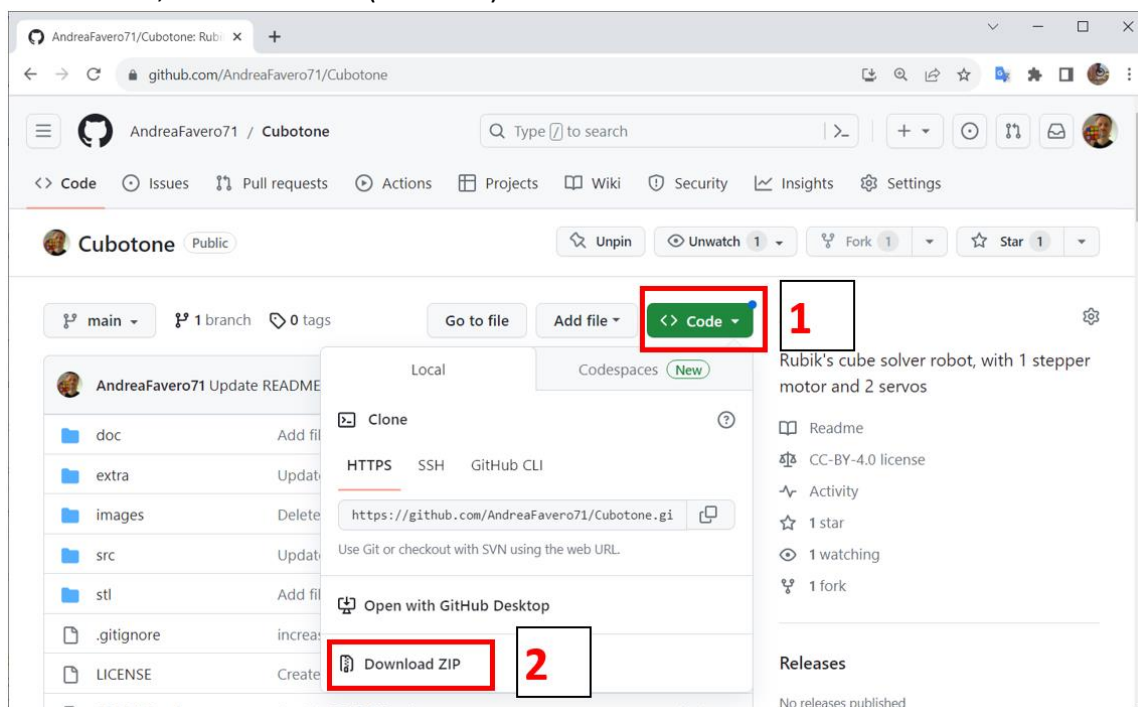 AndreaFavero71/Cubotone: Rubi
github.com/AndreaFavero71/Cubotone
AndreaFavero71 / Cubotone
Type / to search
Code Issues Pull requests Actions Projects Wiki Security Insights Settings
Cubotone Public
Unpin Unwatch 1 Fork 1 Star 1
main 1 branch 0 tags
Go to file Add file <> Code
1
Rubik's cube solver robot, with 1 stepper
motor and 2 servos
AndreaFavero71 Update README
Local Codespaces New
Clone
HTTPS SSH GitHub CLI
https://github.com/AndreaFavero71/Cubotone.gi
Use Git or checkout with SVN using the web URL.
Open with GitHub Desktop
Download ZIP
2
doc Add fil
extra Updat
images Delete
src Updat
stl Add fil
.gitignore increa
LICENSE Create
Readme
CC-BY-4.0 license
Activity
1 star
1 watching
1 fork
Releases
No releases published